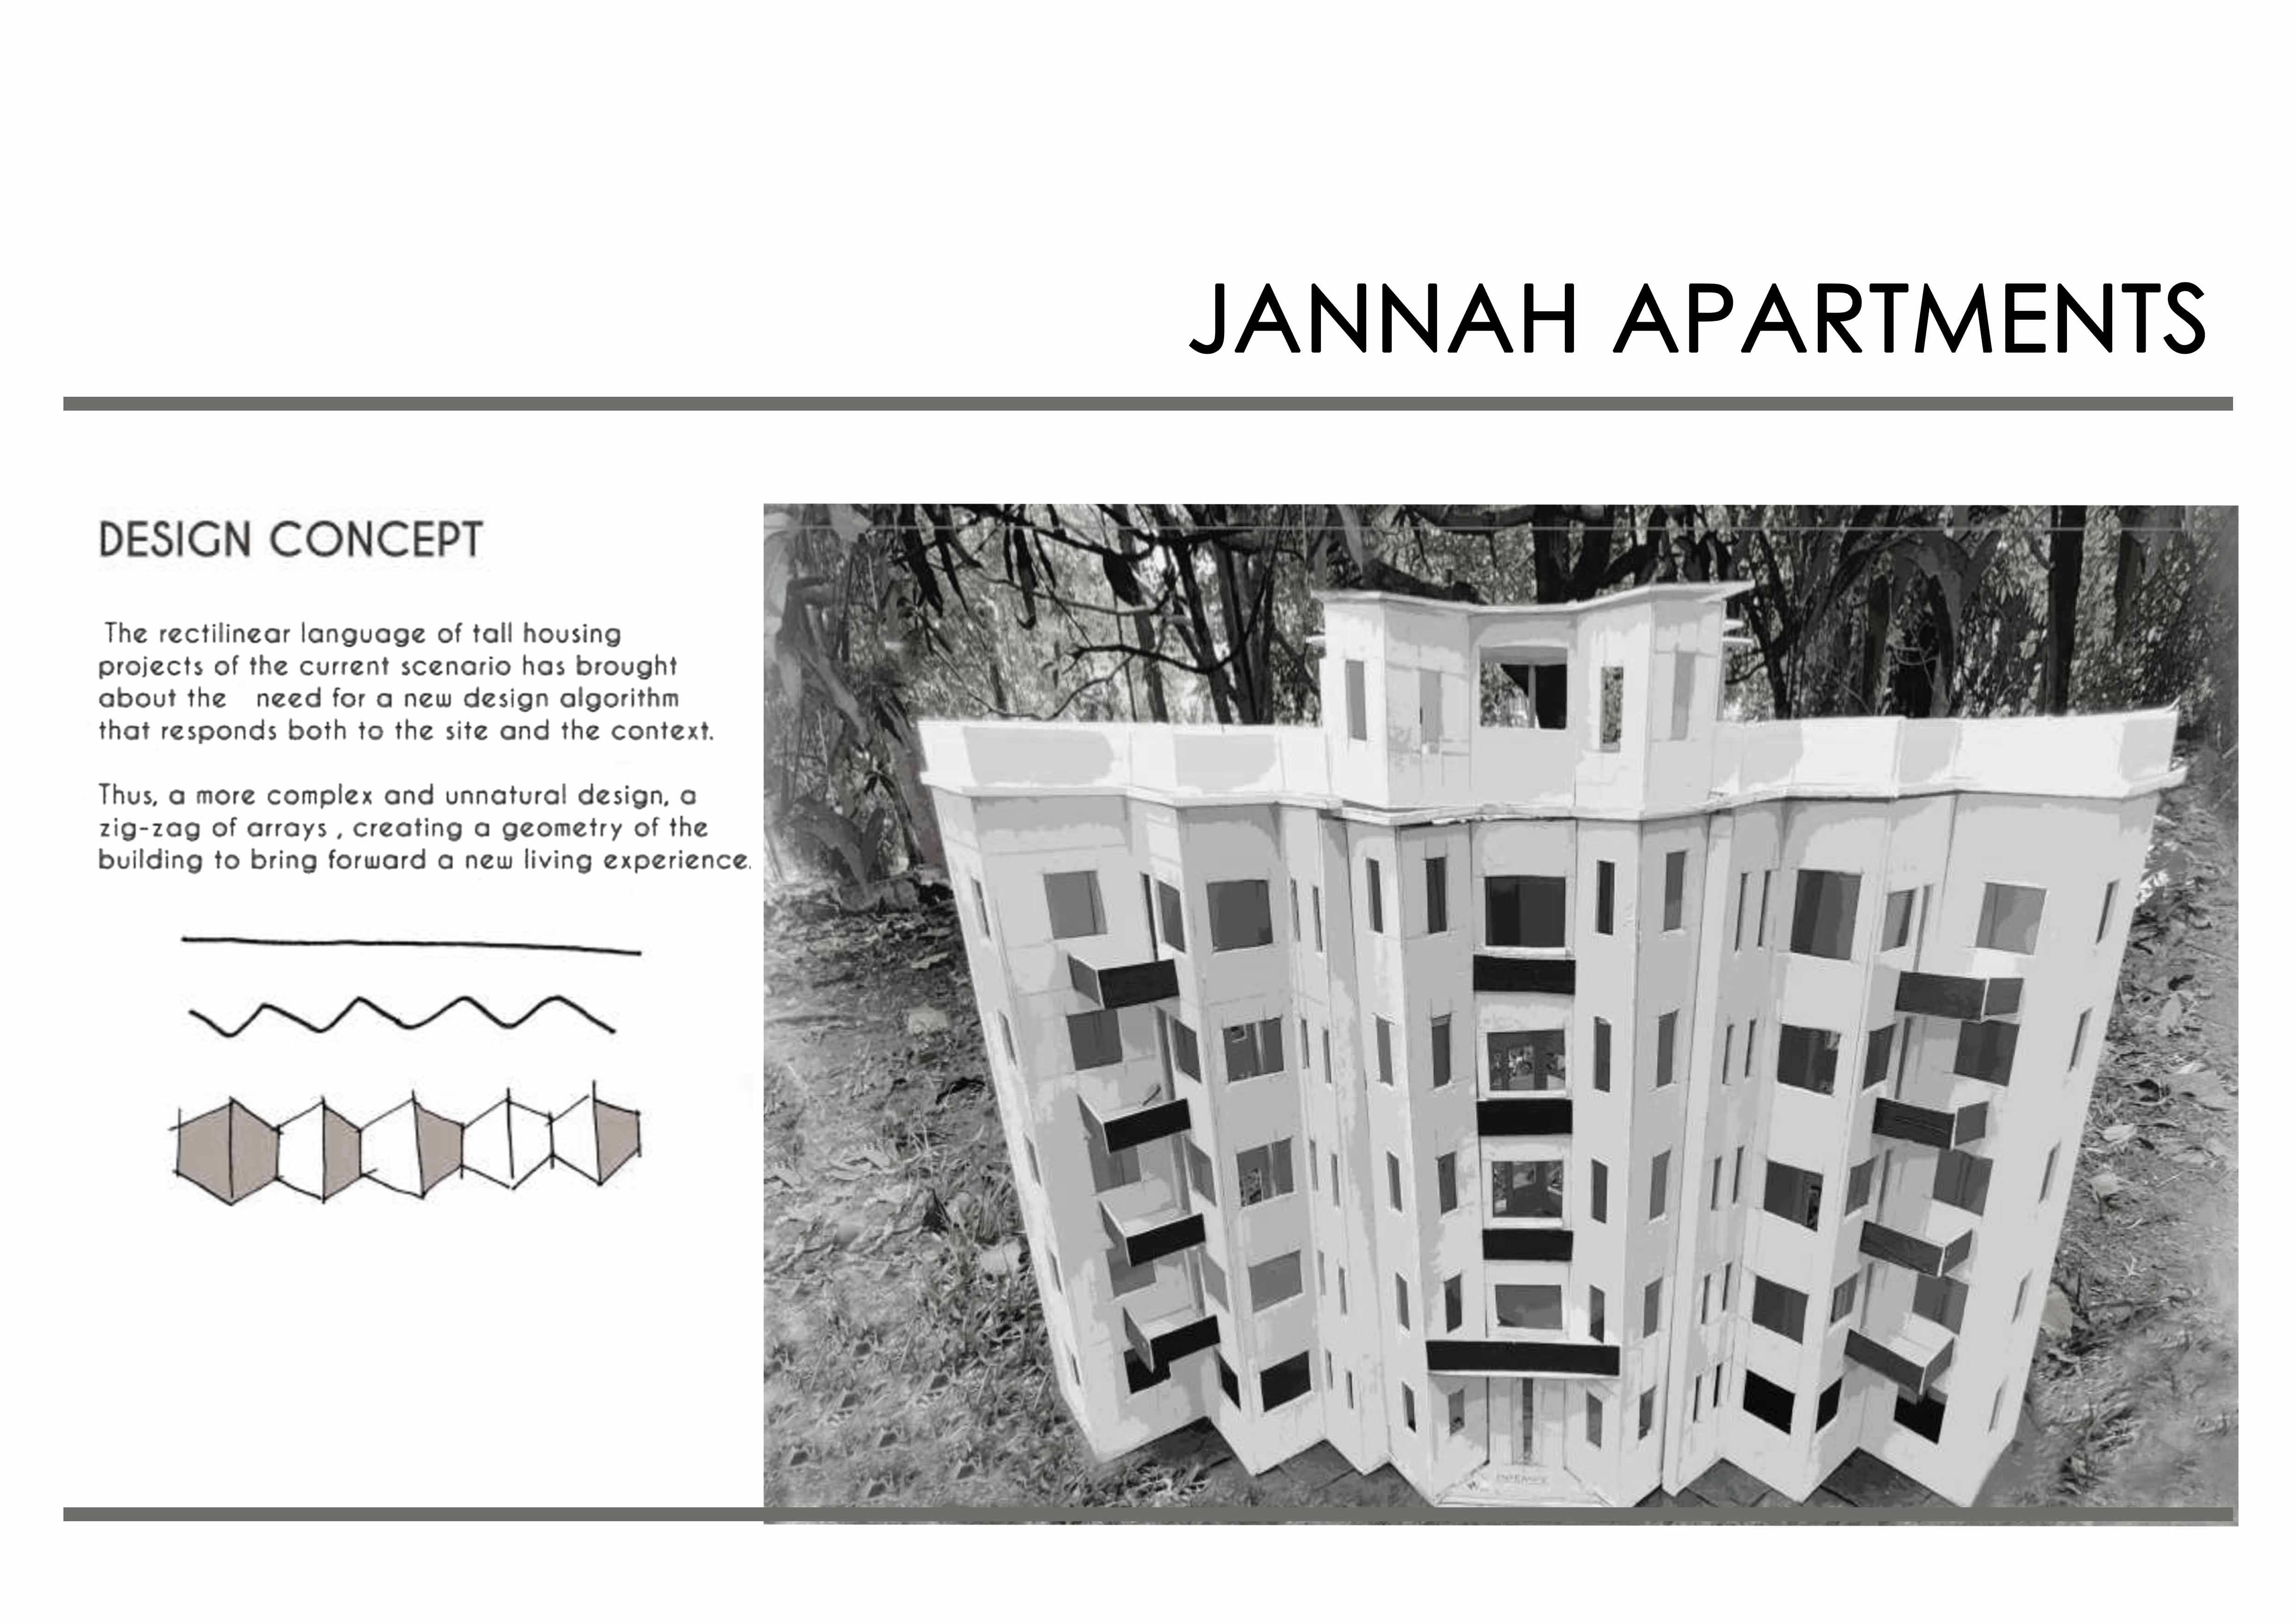 JANNAH APARTMENTS
DESIGN CONCEPT
The rectilinear language of tall housing
projects of the current scenario has brought
about the need for a new design algorithm
that responds both to the site and the context.
Thus, a more complex and unnatural design, a
zig-zag of arrays , creating a geometry of the
building to bring forward a new living experience.